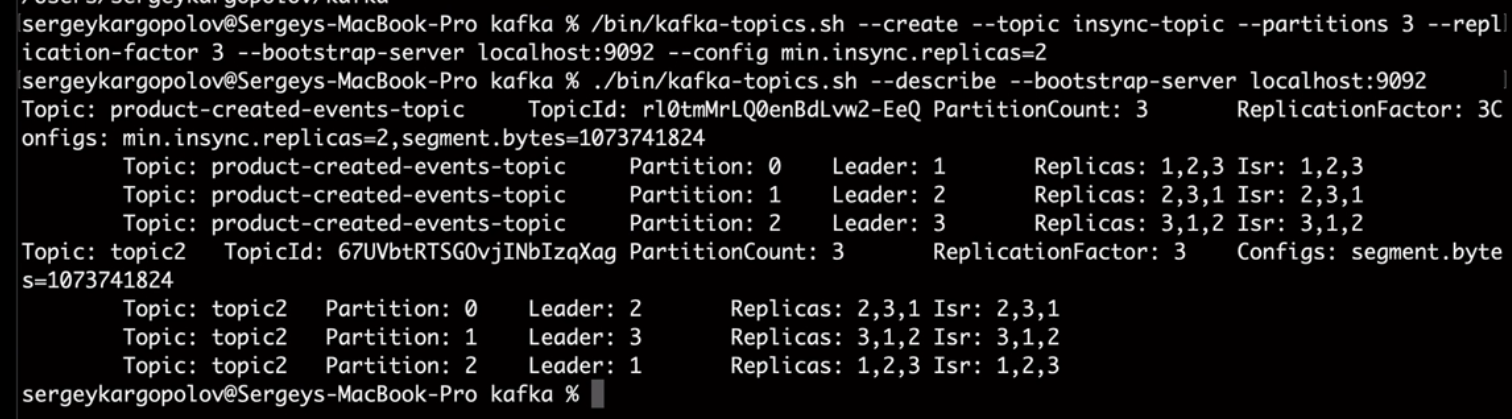 sergeykargopolov@Sergeys-MacBook-Pro kafka % /bin/kafka-topics.sh --create --topic insync-topic --partitions 3 --repl
ication-factor 3 --bootstrap-server localhost:9092 --config min.insync.replicas=2
sergeykargopolov@Sergeys-MacBook-Pro kafka % ./bin/kafka-topics.sh --describe --bootstrap-server localhost:9092
Topic: product-created-events-topic TopicId: rl0tmMrLQ0enBdLvw2-EeQ PartitionCount: 3 ReplicationFactor: 3C
onfigs: min.insync.replicas=2,segment.bytes=1073741824
Topic: product-created-events-topic Partition: 0 Leader: 1 Replicas: 1,2,3 Isr: 1,2,3
Topic: product-created-events-topic Partition: 1 Leader: 2 Replicas: 2,3,1 Isr: 2,3,1
Topic: product-created-events-topic Partition: 2 Leader: 3 Replicas: 3,1,2 Isr: 3,1,2
Topic: topic2 TopicId: 67UVbtRTSGOvjINbIzqXag PartitionCount: 3 ReplicationFactor: 3 Configs: segment.byte
s=1073741824
Topic: topic2 Partition: 0 Leader: 2 Replicas: 2,3,1 Isr: 2,3,1
Topic: topic2 Partition: 1 Leader: 3 Replicas: 3,1,2 Isr: 3,1,2
Topic: topic2 Partition: 2 Leader: 1 Replicas: 1,2,3 Isr: 1,2,3
sergeykargopolov@Sergeys-MacBook-Pro kafka %